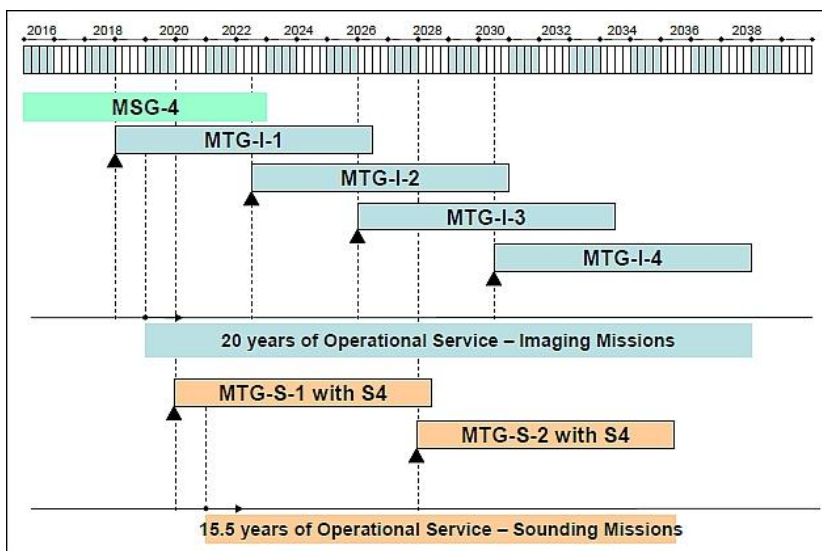 2016 2018 2020 2022 2024 2026 2028 2030 2032 2034 2036 2038
MSG-4
MTG-I-1
MTG-I-2
MTG-I-3
MTG-I-4
20 years of Operational Service – Imaging Missions
MTG-S-1 with S4
MTG-S-2 with S4
15.5 years of Operational Service – Sounding Missions